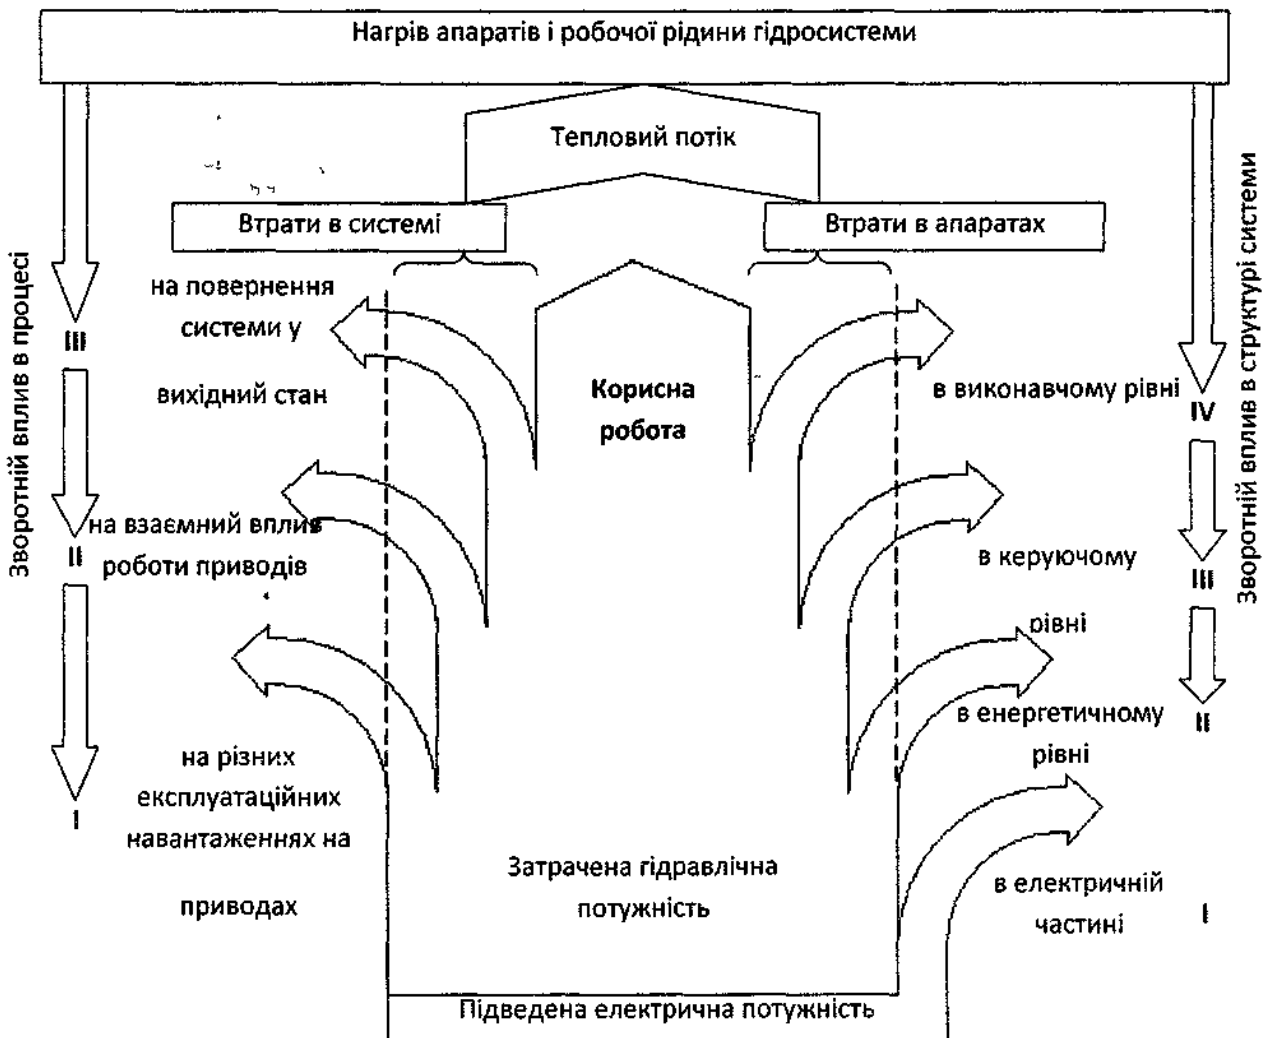 Нагрів апаратів і робочої рідини гідросистеми
Тепловий потік
Втрати в системі
Втрати в апаратах
Зворотній вплив в процесі
Зворотній вплив в структурі системи
на повернення
системи у
вихідний стан
III
Корисна
робота
в виконавчому рівні
IV
на взаємний вплив
роботи приводів
II
в керуючому
рівні
III
в енергетичному
рівні
II
на різних
експлуатаційних
навантаженнях на
приводах
I
Затрачена гідравлічна
потужність
в електричній
частині
I
Підведена електрична потужність